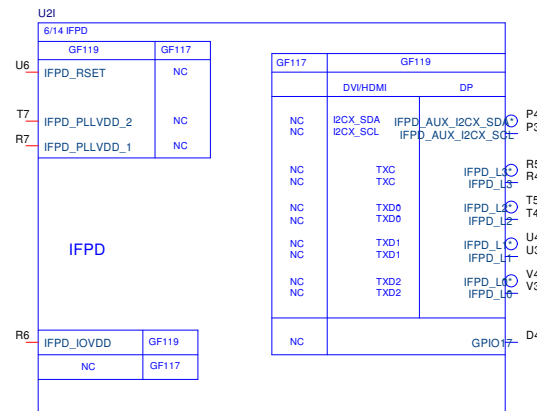 U2I
6/14 IFPD
GF119 GF117
U6 IFPD_RSET NC
T7 IFPD_PLLVDD_2 NC
R7 IFPD_PLLVDD_1 NC
IFPD
R6 IFPD_IOVDD GF119
NC GF117
GF117 GF119
DVI/HDMI DP
NC I2CX_SDA IFPD_AUX_I2CX_SDA* P4
NC I2CX_SCL IFPD_AUX_I2CX_SCL P3
NC TXC IFPD_L3* R5
NC TXC IFPD_L3 R4
NC TXD0 IFPD_L2* T5
NC TXD0 IFPD_L2 T4
NC TXD1 IFPD_L1* U4
NC TXD1 IFPD_L1 U3
NC TXD2 IFPD_L0* V4
NC TXD2 IFPD_L0 V3
NC GPIO17 D4